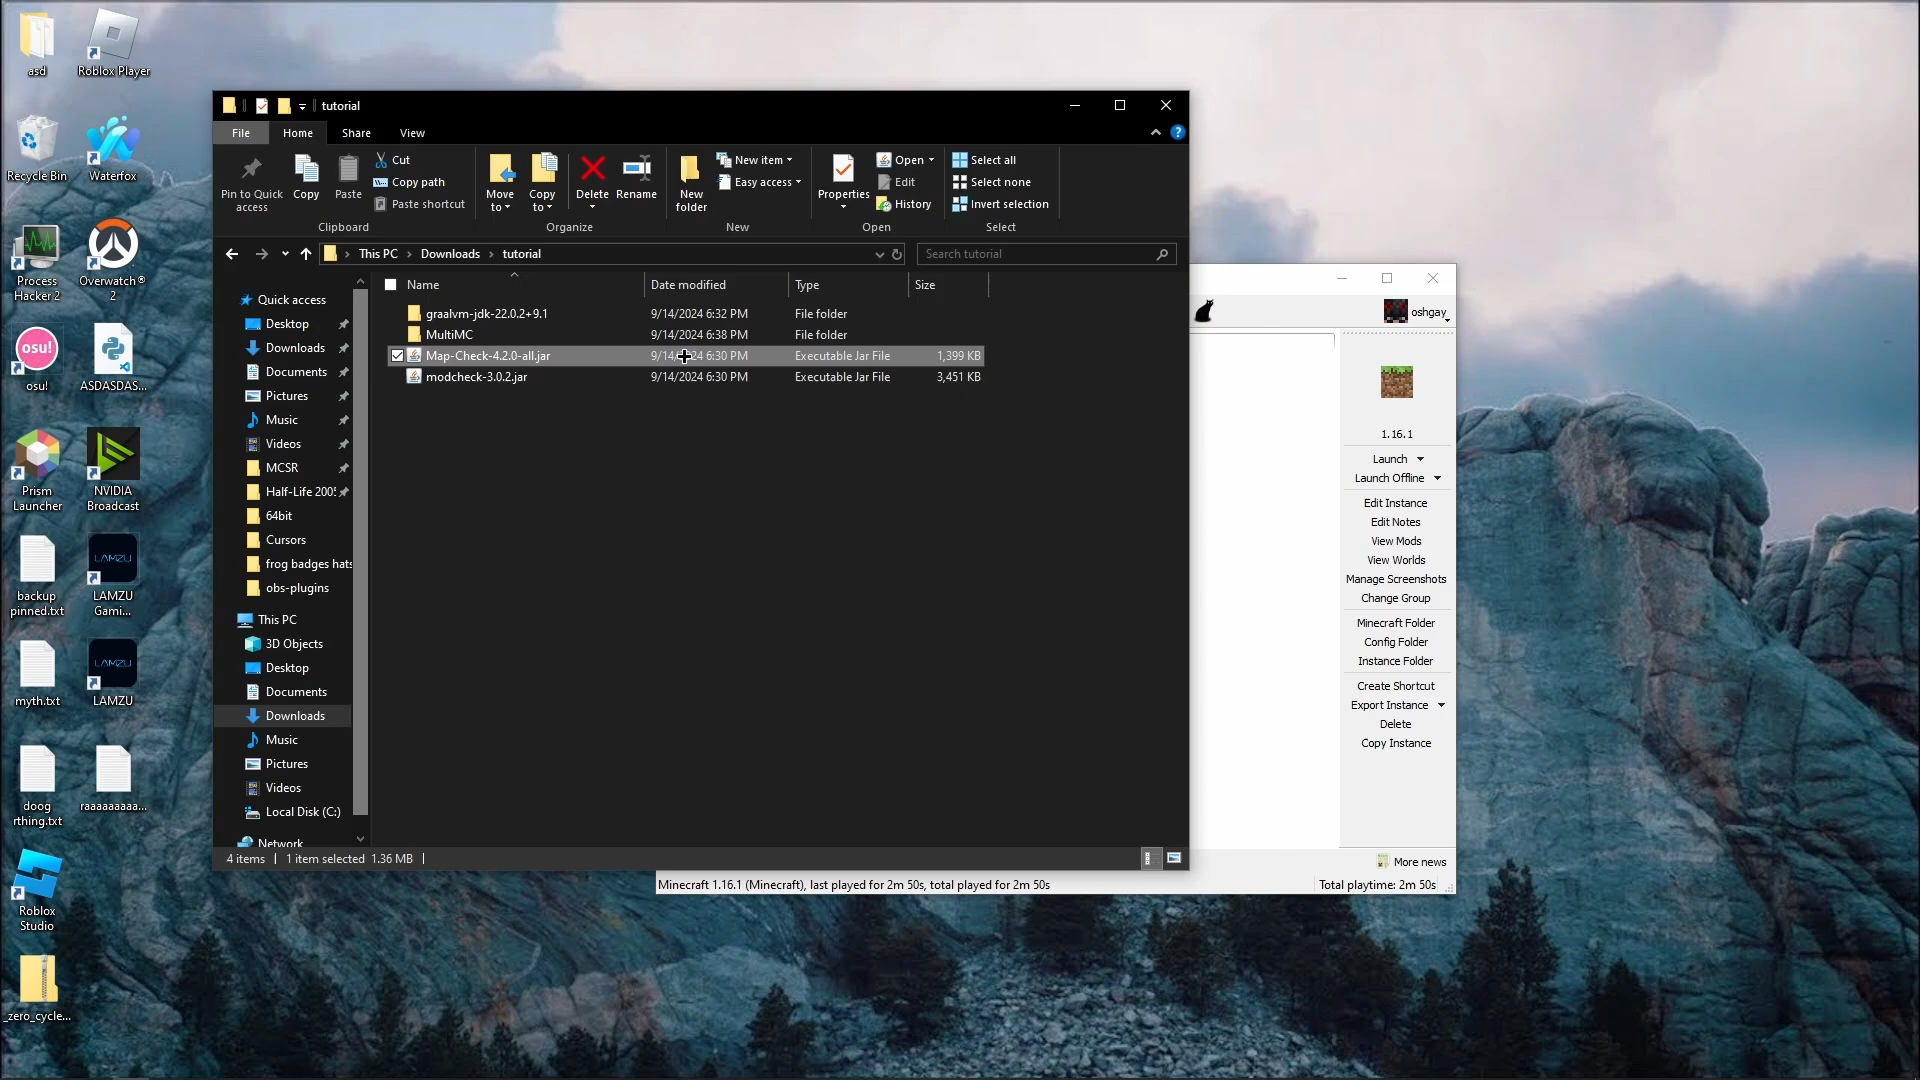 asd
Roblox Player
Recycle Bin
Waterfox
Process
Hacker 2
Overwatch®
2
osu!
osu!
ASDASDAS...
Prism
Launcher
NVIDIA
Broadcast
backup
pinned.txt
LAMZU
LAMZU
Gami...
myth.txt
LAMZU
LAMZU
doog
rthing.txt
raaaaaaaaa...
Roblox
Studio
_zero_cycle...
tutorial
File
Home
Share
View
Pin to Quick
access
Copy
Paste
Cut
Copy path
Paste shortcut
Clipboard
Move
to
Copy
to
Delete
Rename
Organize
New
folder
New item
Easy access
New
Properties
Open
Edit
History
Open
Select all
Select none
Invert selection
Select
This PC › Downloads › tutorial
Search tutorial
Quick access
Desktop
Downloads
Documents
Pictures
Music
Videos
MCSR
Half-Life 200
64bit
Cursors
frog badges hats
obs-plugins
This PC
3D Objects
Desktop
Documents
Downloads
Music
Pictures
Videos
Local Disk (C:)
Network
Name Date modified Type Size
graalvm-jdk-22.0.2+9.1 9/14/2024 6:32 PM File folder
MultiMC 9/14/2024 6:38 PM File folder
Map-Check-4.2.0-all.jar 6:30 PM Executable Jar File 1,399 KB
modcheck-3.0.2.jar 9/14/2024 6:30 PM Executable Jar File 3,451 KB
4 items 1 item selected 1.36 MB
oshgay
1.16.1
Launch
Launch Offline
Edit Instance
Edit Notes
View Mods
View Worlds
Manage Screenshots
Change Group
Minecraft Folder
Config Folder
Instance Folder
Create Shortcut
Export Instance
Delete
Copy Instance
More news
Minecraft 1.16.1 (Minecraft), last played for 2m 50s, total played for 2m 50s
Total playtime: 2m 50s